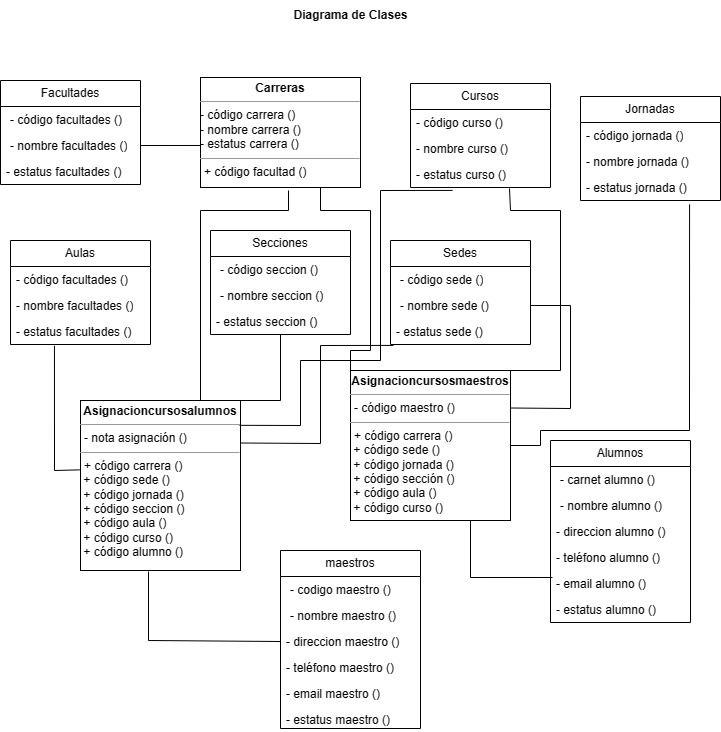 Diagrama de Clases
Facultades
- código facultades ()
- nombre facultades ()
- estatus facultades ()
Carreras
- código carrera ()
- nombre carrera ()
- estatus carrera ()
+ código facultad ()
Cursos
- código curso ()
- nombre curso ()
- estatus curso ()
Jornadas
- código jornada ()
- nombre jornada ()
- estatus jornada ()
Aulas
- código facultades ()
- nombre facultades ()
- estatus facultades ()
Secciones
- código seccion ()
- nombre seccion ()
- estatus seccion ()
Sedes
- código sede ()
- nombre sede ()
- estatus sede ()
Asignacioncursosalumnos
- nota asignación ()
+ código carrera ()
+ código sede ()
+ código jornada ()
+ código seccion ()
+ código aula ()
+ código curso ()
+ código alumno ()
Asignacioncursosmaestros
- código maestro ()
+ código carrera ()
+ código sede ()
+ código jornada ()
+ código sección ()
+ código aula ()
+ código curso ()
Alumnos
- carnet alumno ()
- nombre alumno ()
- direccion alumno ()
- teléfono alumno ()
- email alumno ()
- estatus alumno ()
maestros
- codigo maestro ()
- nombre maestro ()
- direccion maestro ()
- teléfono maestro ()
- email maestro ()
- estatus maestro ()